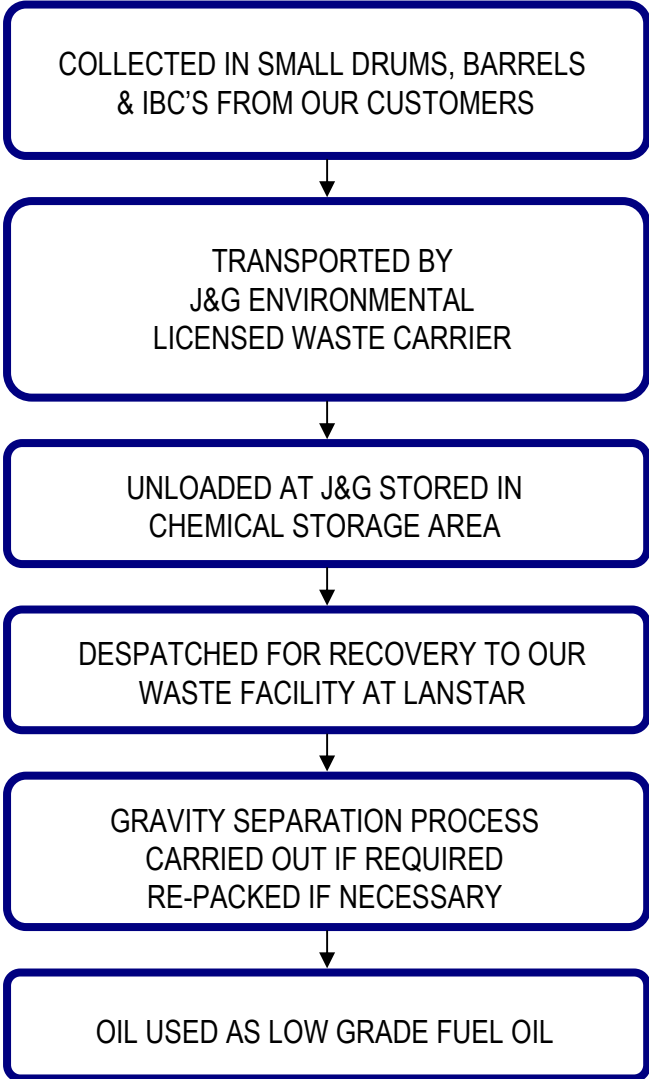 COLLECTED IN SMALL DRUMS, BARRELS
& IBC'S FROM OUR CUSTOMERS
TRANSPORTED BY
J&G ENVIRONMENTAL
LICENSED WASTE CARRIER
UNLOADED AT J&G STORED IN
CHEMICAL STORAGE AREA
DESPATCHED FOR RECOVERY TO OUR
WASTE FACILITY AT LANSTAR
GRAVITY SEPARATION PROCESS
CARRIED OUT IF REQUIRED
RE-PACKED IF NECESSARY
OIL USED AS LOW GRADE FUEL OIL